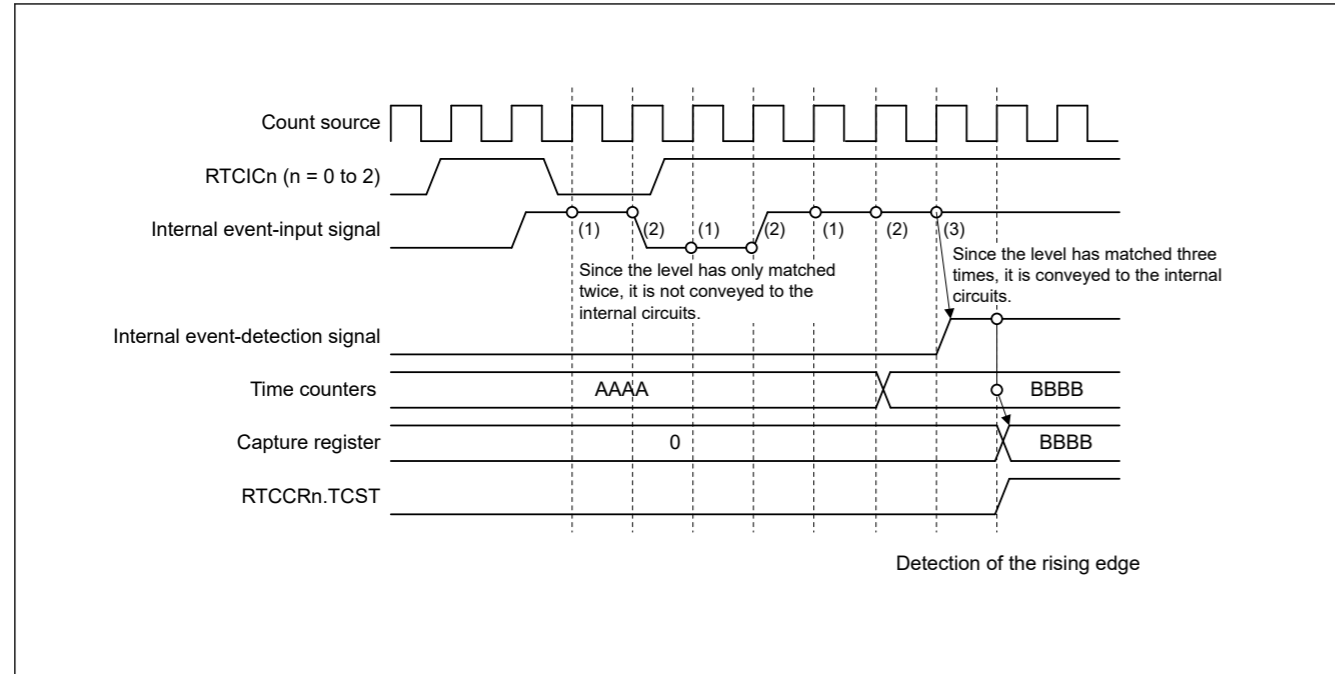 Count source
RTCICn (n = 0 to 2)
Internal event-input signal
(1) (2) (1) (2) (1) (2) (3)
Since the level has only matched
twice, it is not conveyed to the
internal circuits.
Since the level has matched three
times, it is conveyed to the internal
circuits.
Internal event-detection signal
Time counters AAAA BBBB
Capture register 0 BBBB
RTCCRn.TCST
Detection of the rising edge